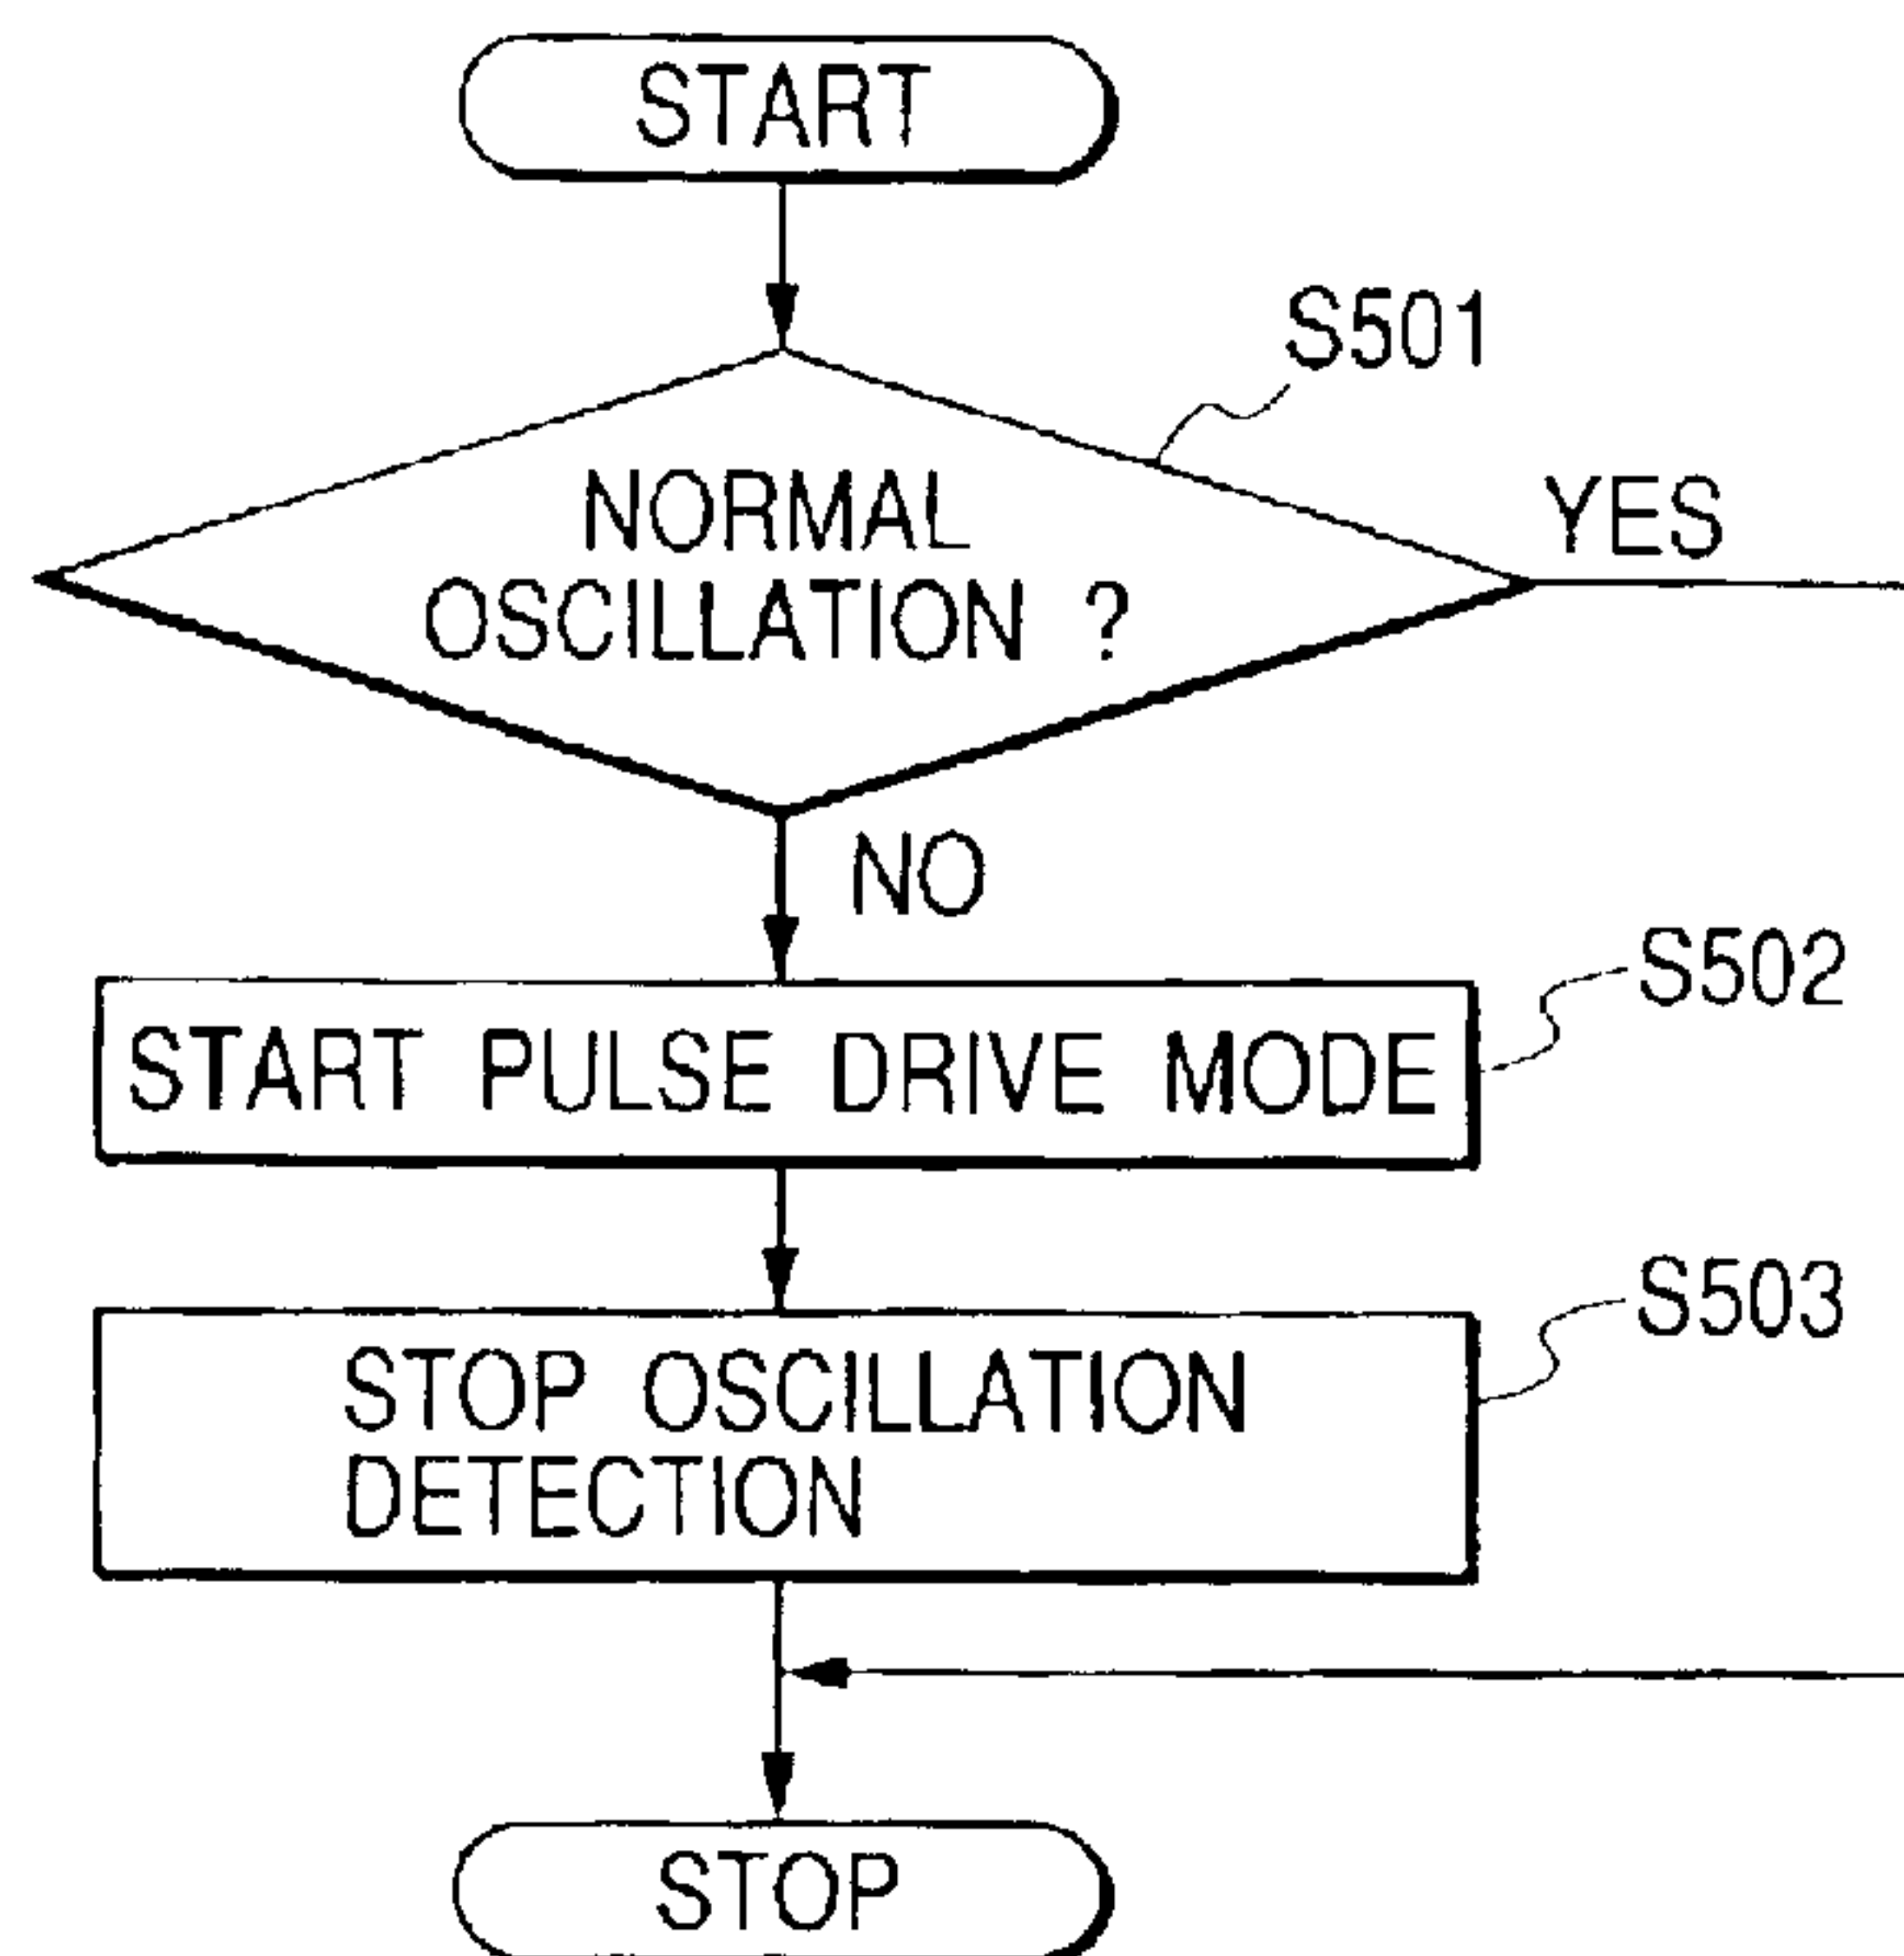 START
S501
NORMAL
OSCILLATION ?
YES
NO
S502
START PULSE DRIVE MODE
S503
STOP OSCILLATION
DETECTION
STOP